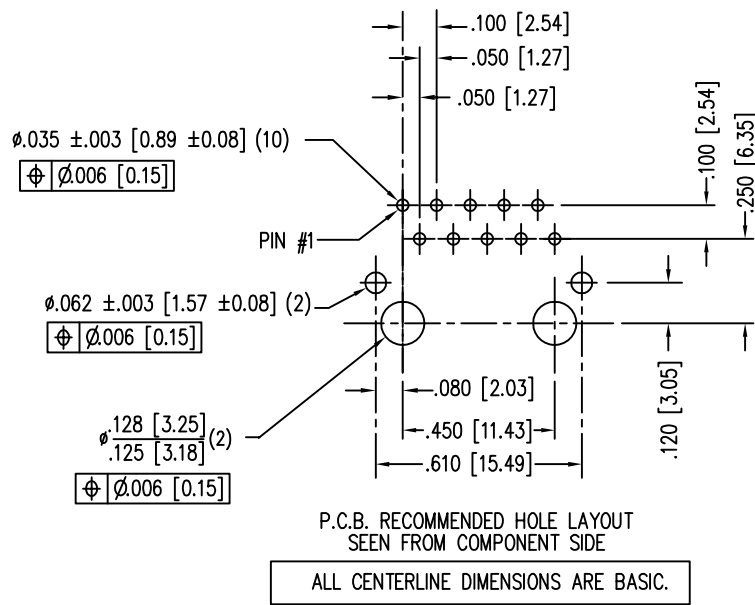 .100 [2.54]
.050 [1.27]
.050 [1.27]
.100 [2.54]
.250 [6.35]
ø.035 ±.003 [0.89 ±0.08] (10)
⌖ Ø.006 [0.15]
PIN #1
ø.062 ±.003 [1.57 ±0.08] (2)
⌖ Ø.006 [0.15]
.080 [2.03]
.120 [3.05]
ø .128 [3.25]
.125 [3.18] (2)
.450 [11.43]
.610 [15.49]
⌖ Ø.006 [0.15]
P.C.B. RECOMMENDED HOLE LAYOUT
SEEN FROM COMPONENT SIDE
ALL CENTERLINE DIMENSIONS ARE BASIC.